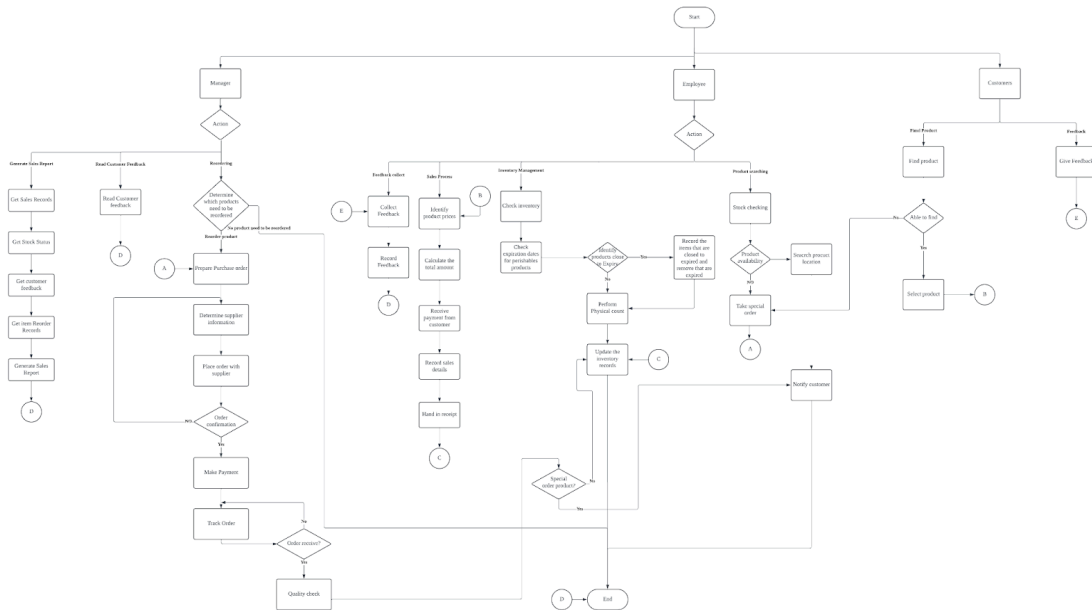 Start
Manager
Employee
Customers
Action
Action
Find Product
Feedback
Generate Sales Report
Read Customer Feedback
Reordering
Feedback collect
Sales Process
Inventory Management
Product searching
Find product
Give Feedback
Get Sales Records
Read Customer
feedback
Determine
which products
need to be
reordered
E
Collect
Feedback
Identify
product prices
B
Check inventory
Stock checking
No
Able to find
E
No product need to be reordered
Reorder product
Get Stock Status
D
A
Prepare Purchase order
Record
Feedback
Calculate the
total amount
Check
expiration dates
for perishables
products
Identify
products close
to Expiry
Yes
No
Record the
items that are
closed to
expired and
remove that are
expired
Product
availability
Search product
location
Yes
Get customer
feedback
D
Receive
payment from
customer
Perform
Physical count
Take special
order
Select product
B
Get item Reorder
Records
Determine supplier
information
A
Generate Sales
Report
Place order with
supplier
Record sales
details
Update the
inventory
records
C
Notify customer
D
No
Order
confirmation
Yes
Hand in receipt
C
Make Payment
Special
order product?
No
Yes
Track Order
No
Order receive?
Yes
Quality check
D
End